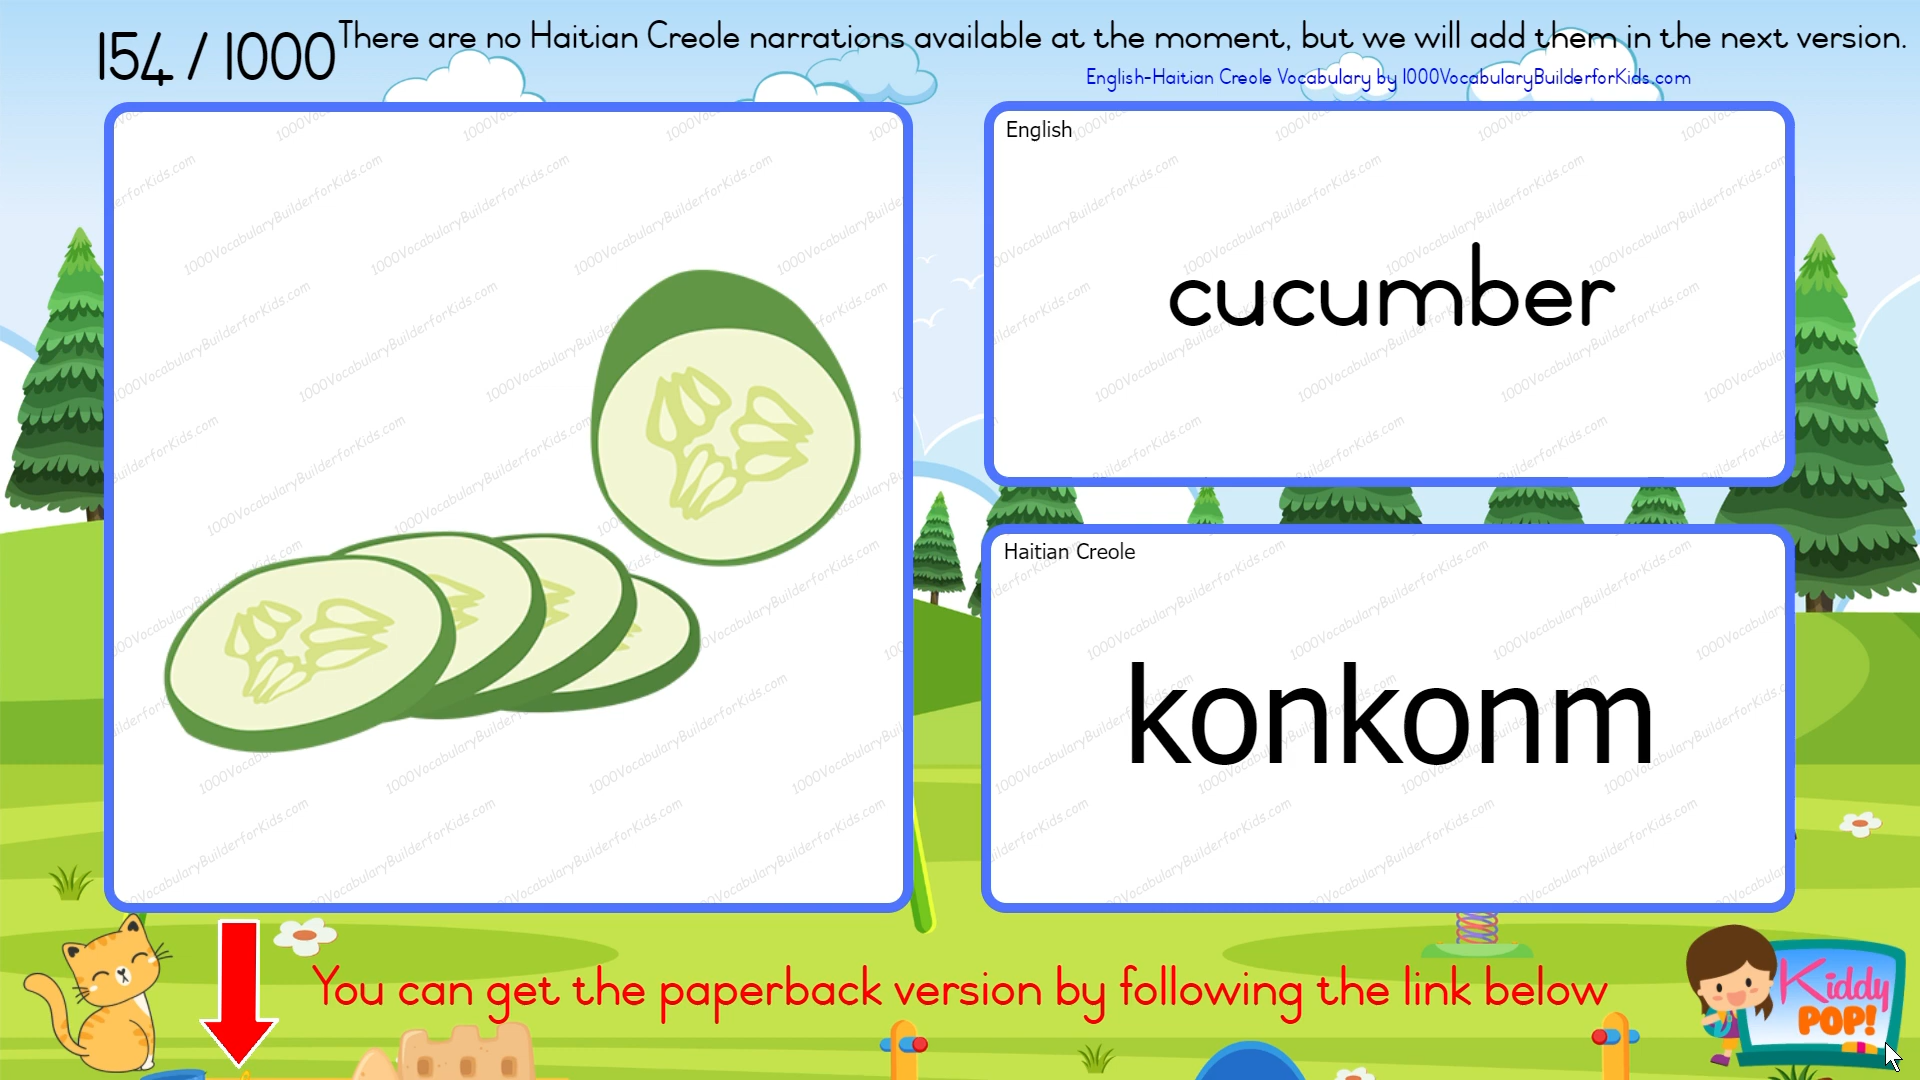 154 / 1000
There are no Haitian Creole narrations available at the moment, but we will add them in the next version.
English-Haitian Creole Vocabulary by 1000VocabularyBuilderforKids.com
English
cucumber
Haitian Creole
konkonm
You can get the paperback version by following the link below
Kiddy
POP!
1000VocabularyBuilderforKids.com